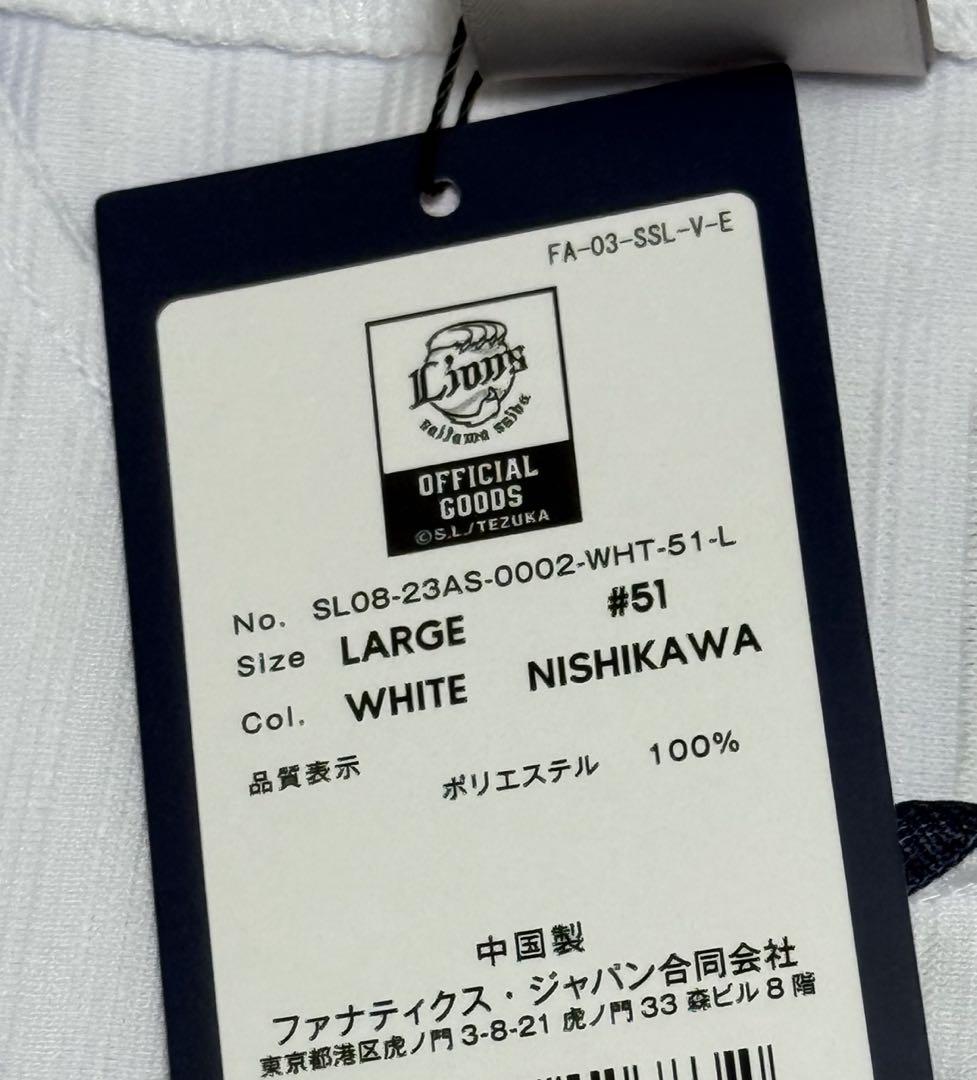 FA-03-SSL-V-E
Lions
saitama seibu
OFFICIAL
GOODS
©S.L./TEZUKA
No. SL08-23AS-0002-WHT-51-L
Size LARGE #51
Col. WHITE NISHIKAWA
品質表示 ポリエステル 100%
中国製
ファナティクス・ジャパン合同会社
東京都港区虎ノ門 3-8-21 虎ノ門 33 森ビル 8 階